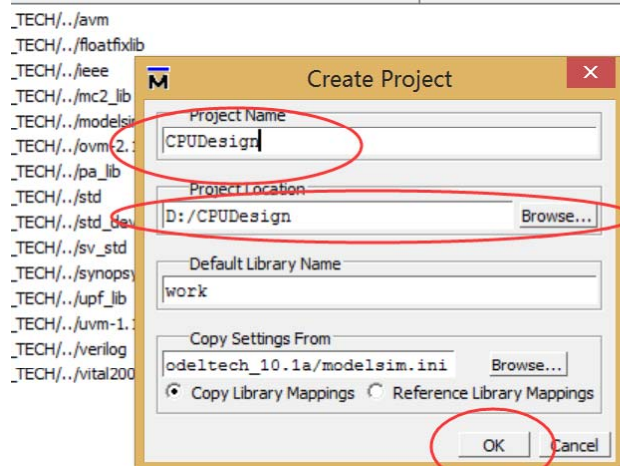 _TECH/../avm
_TECH/../floatfixlib
_TECH/../ieee
_TECH/../mc2_lib
_TECH/../modelsim
_TECH/../ovm-2.1
_TECH/../pa_lib
_TECH/../std
_TECH/../std_dev
_TECH/../sv_std
_TECH/../synopsy
_TECH/../upf_lib
_TECH/../uvm-1.1
_TECH/../verilog
_TECH/../vital200
M Create Project X
Project Name
CPUDesign
Project Location
D:/CPUDesign Browse...
Default Library Name
work
Copy Settings From
odeltech_10.1a/modelsim.ini Browse...
Copy Library Mappings Reference Library Mappings
OK Cancel